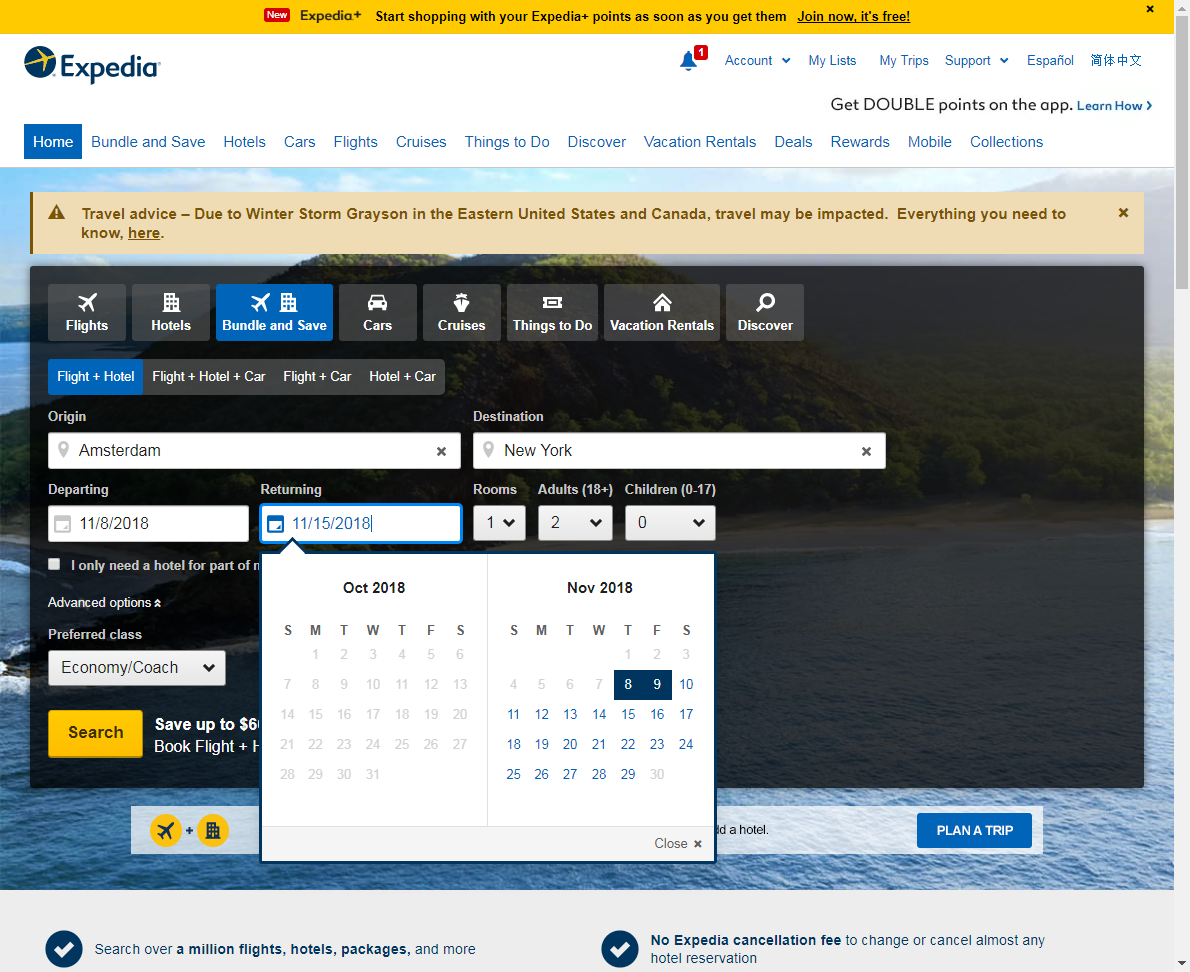 New Expedia+ Start shopping with your Expedia+ points as soon as you get them Join now, it's free!
Expedia
1 Account My Lists My Trips Support Español 简体中文
Get DOUBLE points on the app. Learn How
Home Bundle and Save Hotels Cars Flights Cruises Things to Do Discover Vacation Rentals Deals Rewards Mobile Collections
Travel advice – Due to Winter Storm Grayson in the Eastern United States and Canada, travel may be impacted. Everything you need to
know, here.
Flights Hotels Bundle and Save Cars Cruises Things to Do Vacation Rentals Discover
Flight + Hotel Flight + Hotel + Car Flight + Car Hotel + Car
Origin Destination
Amsterdam New York
Departing Returning Rooms Adults (18+) Children (0-17)
11/8/2018 11/15/2018 1 2 0
I only need a hotel for part of
Advanced options
Preferred class
Economy/Coach
Search
Save up to $6
Book Flight +
Oct 2018
S M T W T F S
1 2 3 4 5 6
7 8 9 10 11 12 13
14 15 16 17 18 19 20
21 22 23 24 25 26 27
28 29 30 31
Nov 2018
S M T W T F S
1 2 3
4 5 6 7 8 9 10
11 12 13 14 15 16 17
18 19 20 21 22 23 24
25 26 27 28 29 30
Close
+ a hotel.
PLAN A TRIP
Search over a million flights, hotels, packages, and more
No Expedia cancellation fee to change or cancel almost any
hotel reservation